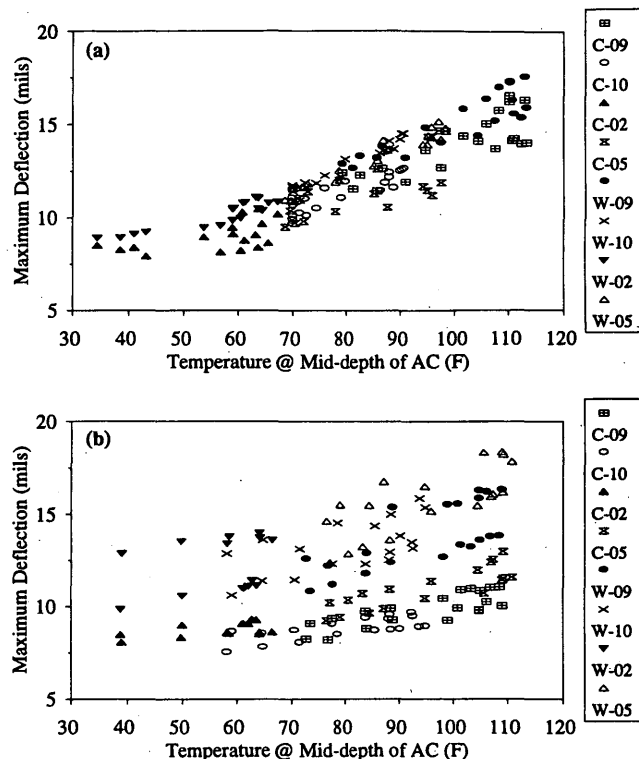 (a)
Maximum Deflection (mils)
20
15
10
5
30 40 50 60 70 80 90 100 110 120
Temperature @ Mid-depth of AC (F)
C-09
C-10
C-02
C-05
W-09
W-10
W-02
W-05
(b)
Maximum Deflection (mils)
20
15
10
5
30 40 50 60 70 80 90 100 110 120
Temperature @ Mid-depth of AC (F)
C-09
C-10
C-02
C-05
W-09
W-10
W-02
W-05